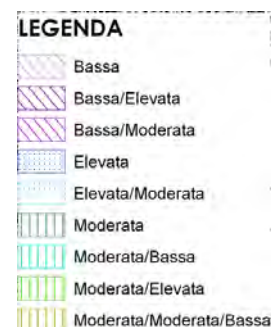 LEGENDA
Bassa
Bassa/Elevata
Bassa/Moderata
Elevata
Elevata/Moderata
Moderata
Moderata/Bassa
Moderata/Elevata
Moderata/Moderata/Bassa